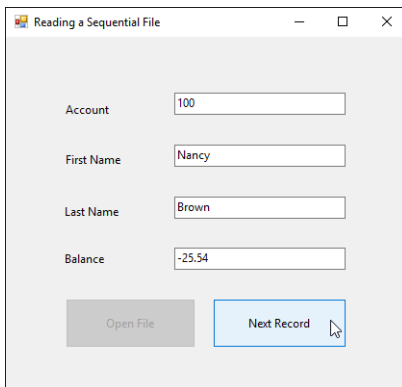 Reading a Sequential File
Account 100
First Name Nancy
Last Name Brown
Balance -25.54
Open File Next Record